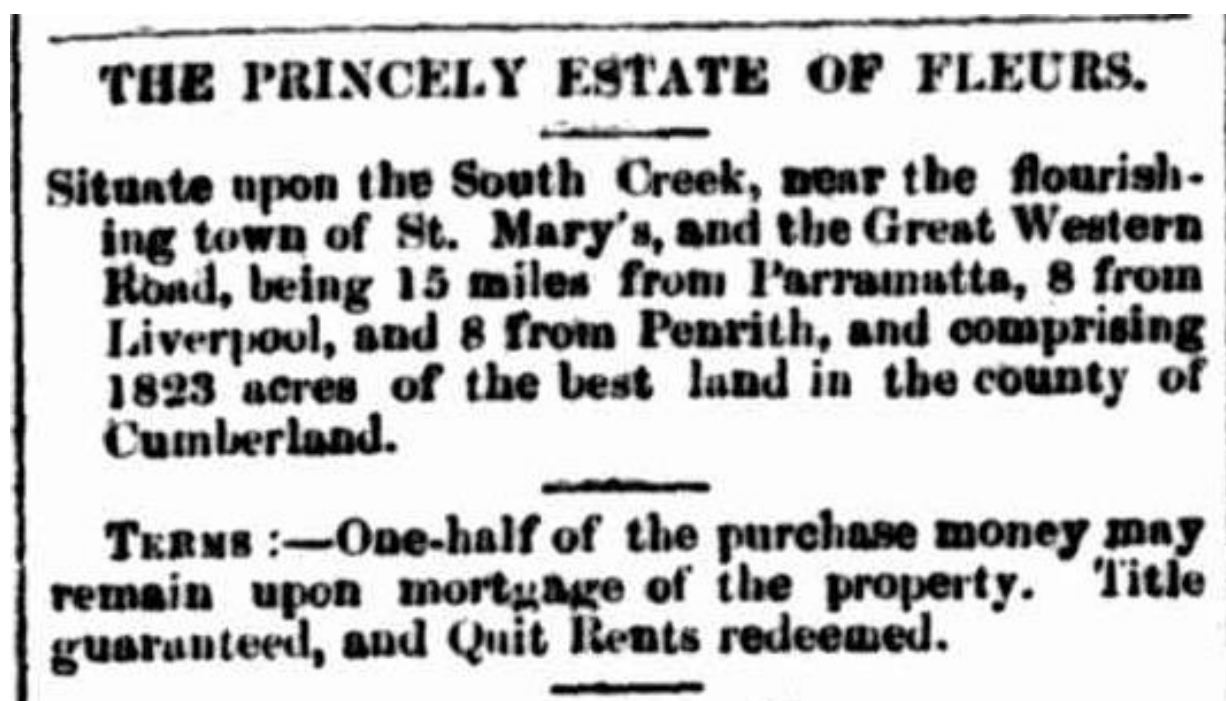 THE PRINCELY ESTATE OF FLEURS.
Situate upon the South Creek, near the flourish-
ing town of St. Mary's, and the Great Western
Road, being 15 miles from Parramatta, 8 from
Liverpool, and 8 from Penrith, and comprising
1823 acres of the best land in the county of
Cumberland.
TERMS :—One-half of the purchase money may
remain upon mortgage of the property. Title
guaranteed, and Quit Rents redeemed.